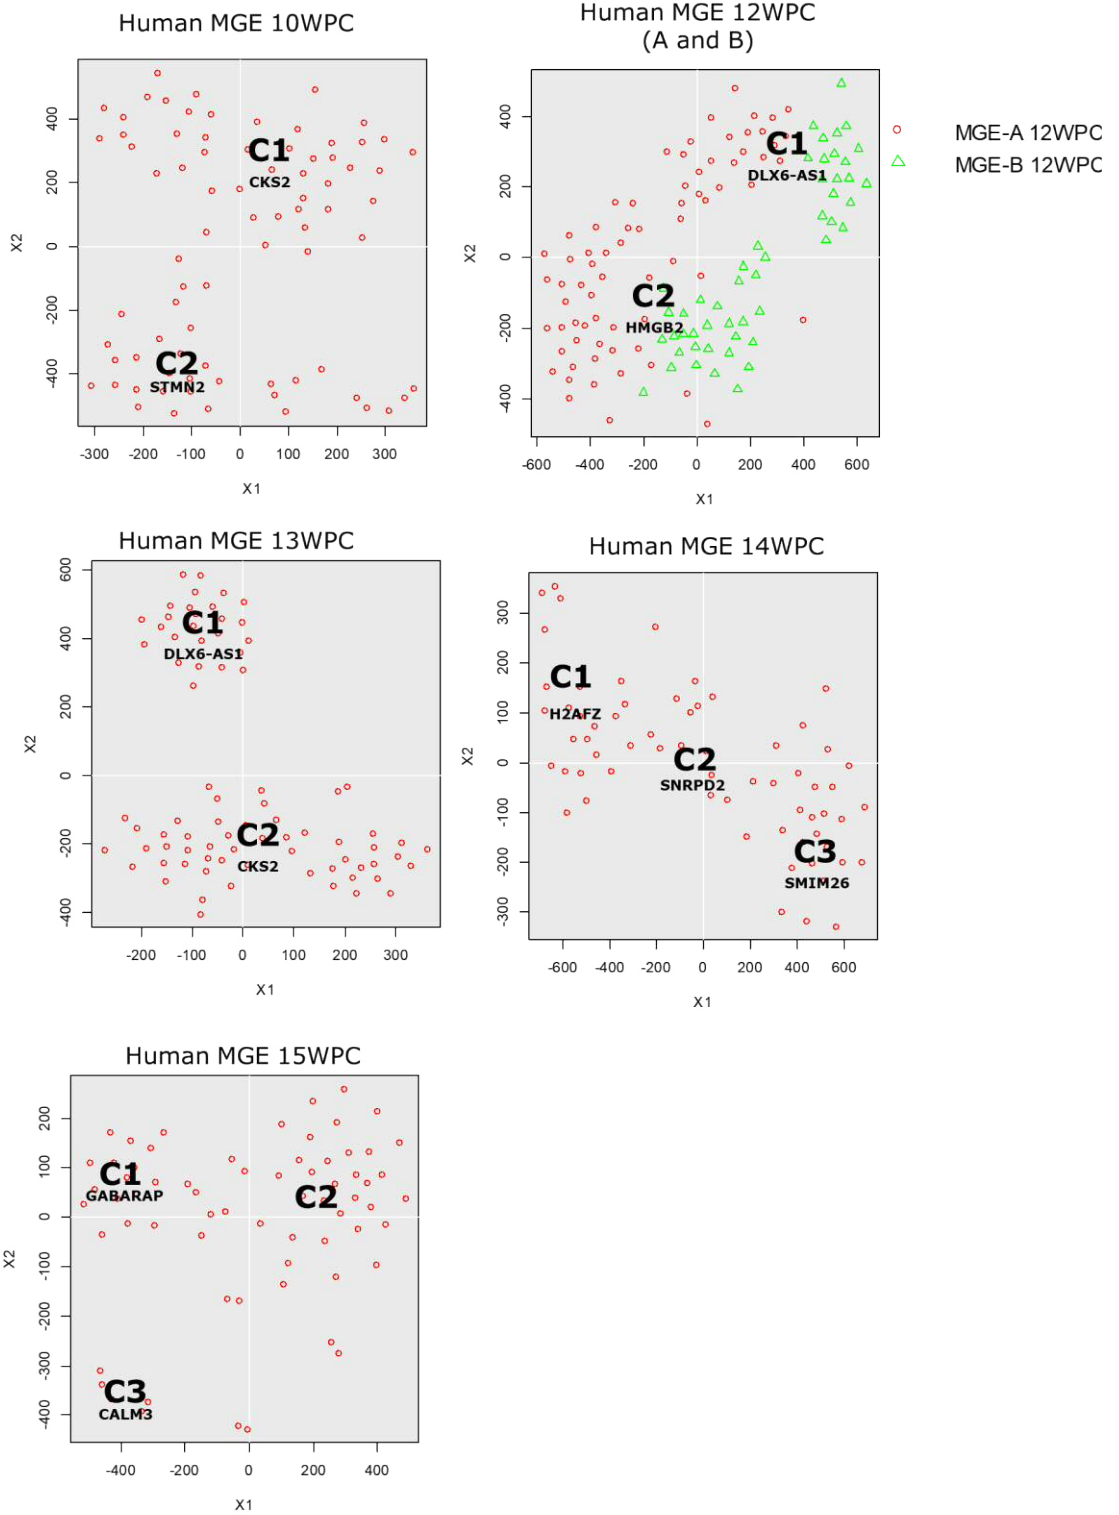 Human MGE 10WPC
400
200
0
-200
-400
X2
C1
CKS2
C2
STMN2
-300 -200 -100 0 100 200 300
X1
Human MGE 12WPC
(A and B)
400
200
0
-200
-400
X2
C1
DLX6-AS1
C2
HMGB2
-600 -400 -200 0 200 400 600
X1
MGE-A 12WPC
MGE-B 12WPC
Human MGE 13WPC
600
400
200
0
-200
-400
X2
C1
DLX6-AS1
C2
CKS2
-200 -100 0 100 200 300
X1
Human MGE 14WPC
300
200
100
0
-100
-200
-300
X2
C1
H2AFZ
C2
SNRPD2
C3
SMIM26
-600 -400 -200 0 200 400 600
X1
Human MGE 15WPC
200
100
0
-100
-200
-300
-400
X2
C1
GABARAP
C2
C3
CALM3
-400 -200 0 200 400
X1